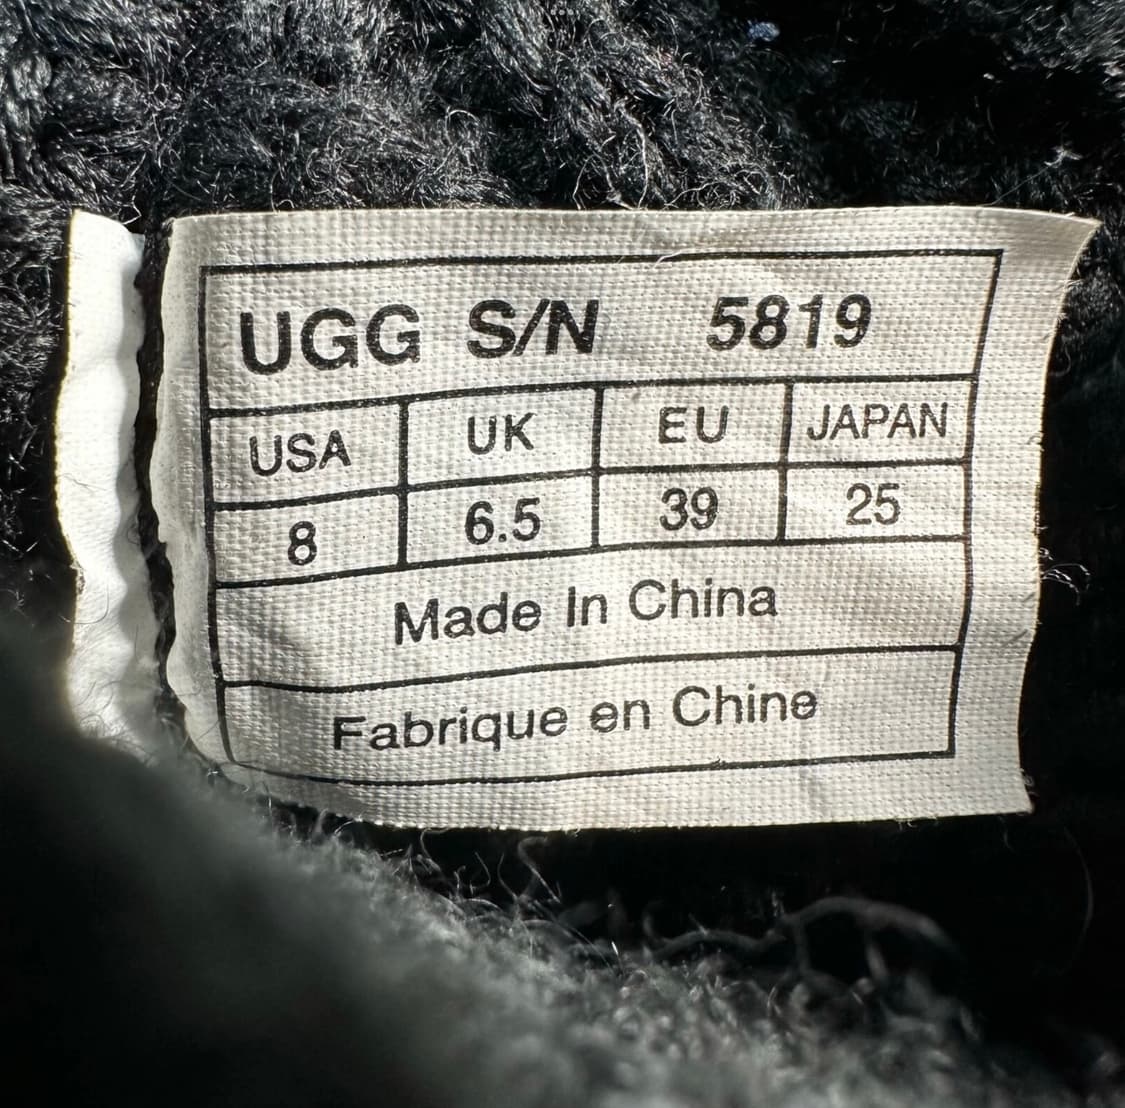 UGG S/N 5819
USA UK EU JAPAN
8 6.5 39 25
Made In China
Fabrique en Chine